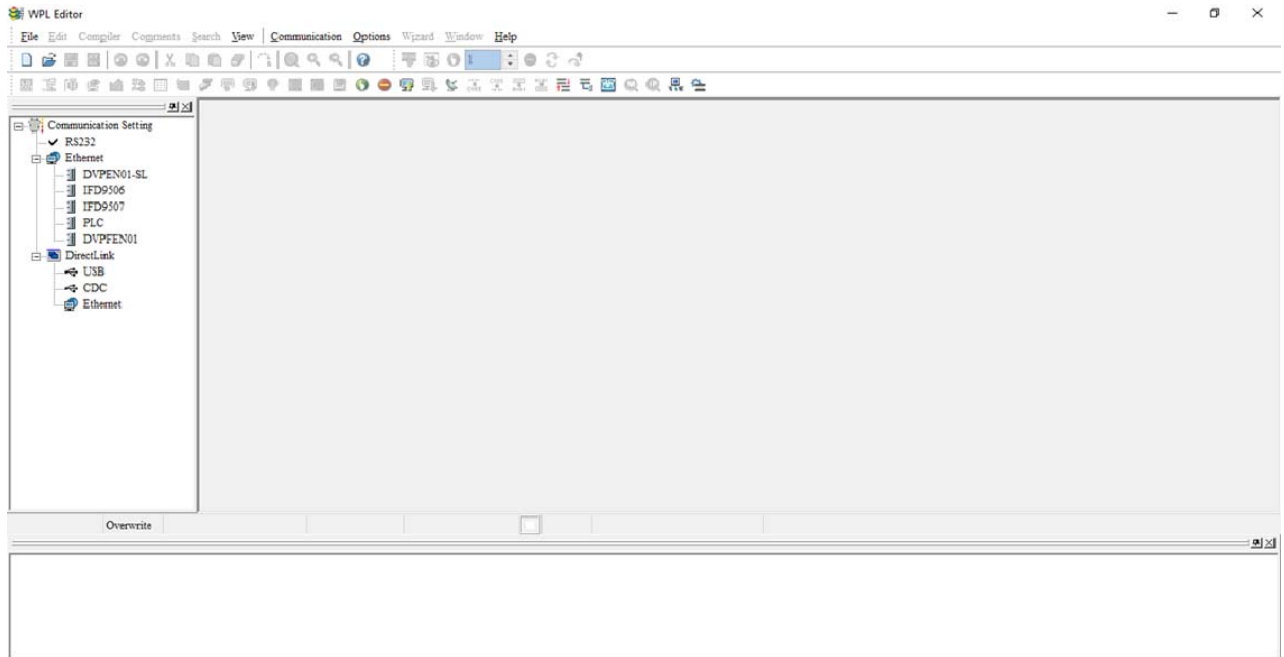 WPL Editor
File Edit Compiler Comments Search View Communication Options Wizard Window Help
1
Communication Setting
RS232
Ethernet
DVPEN01-SL
IFD9506
IFD9507
PLC
DVPFEN01
DirectLink
USB
CDC
Ethernet
Overwrite